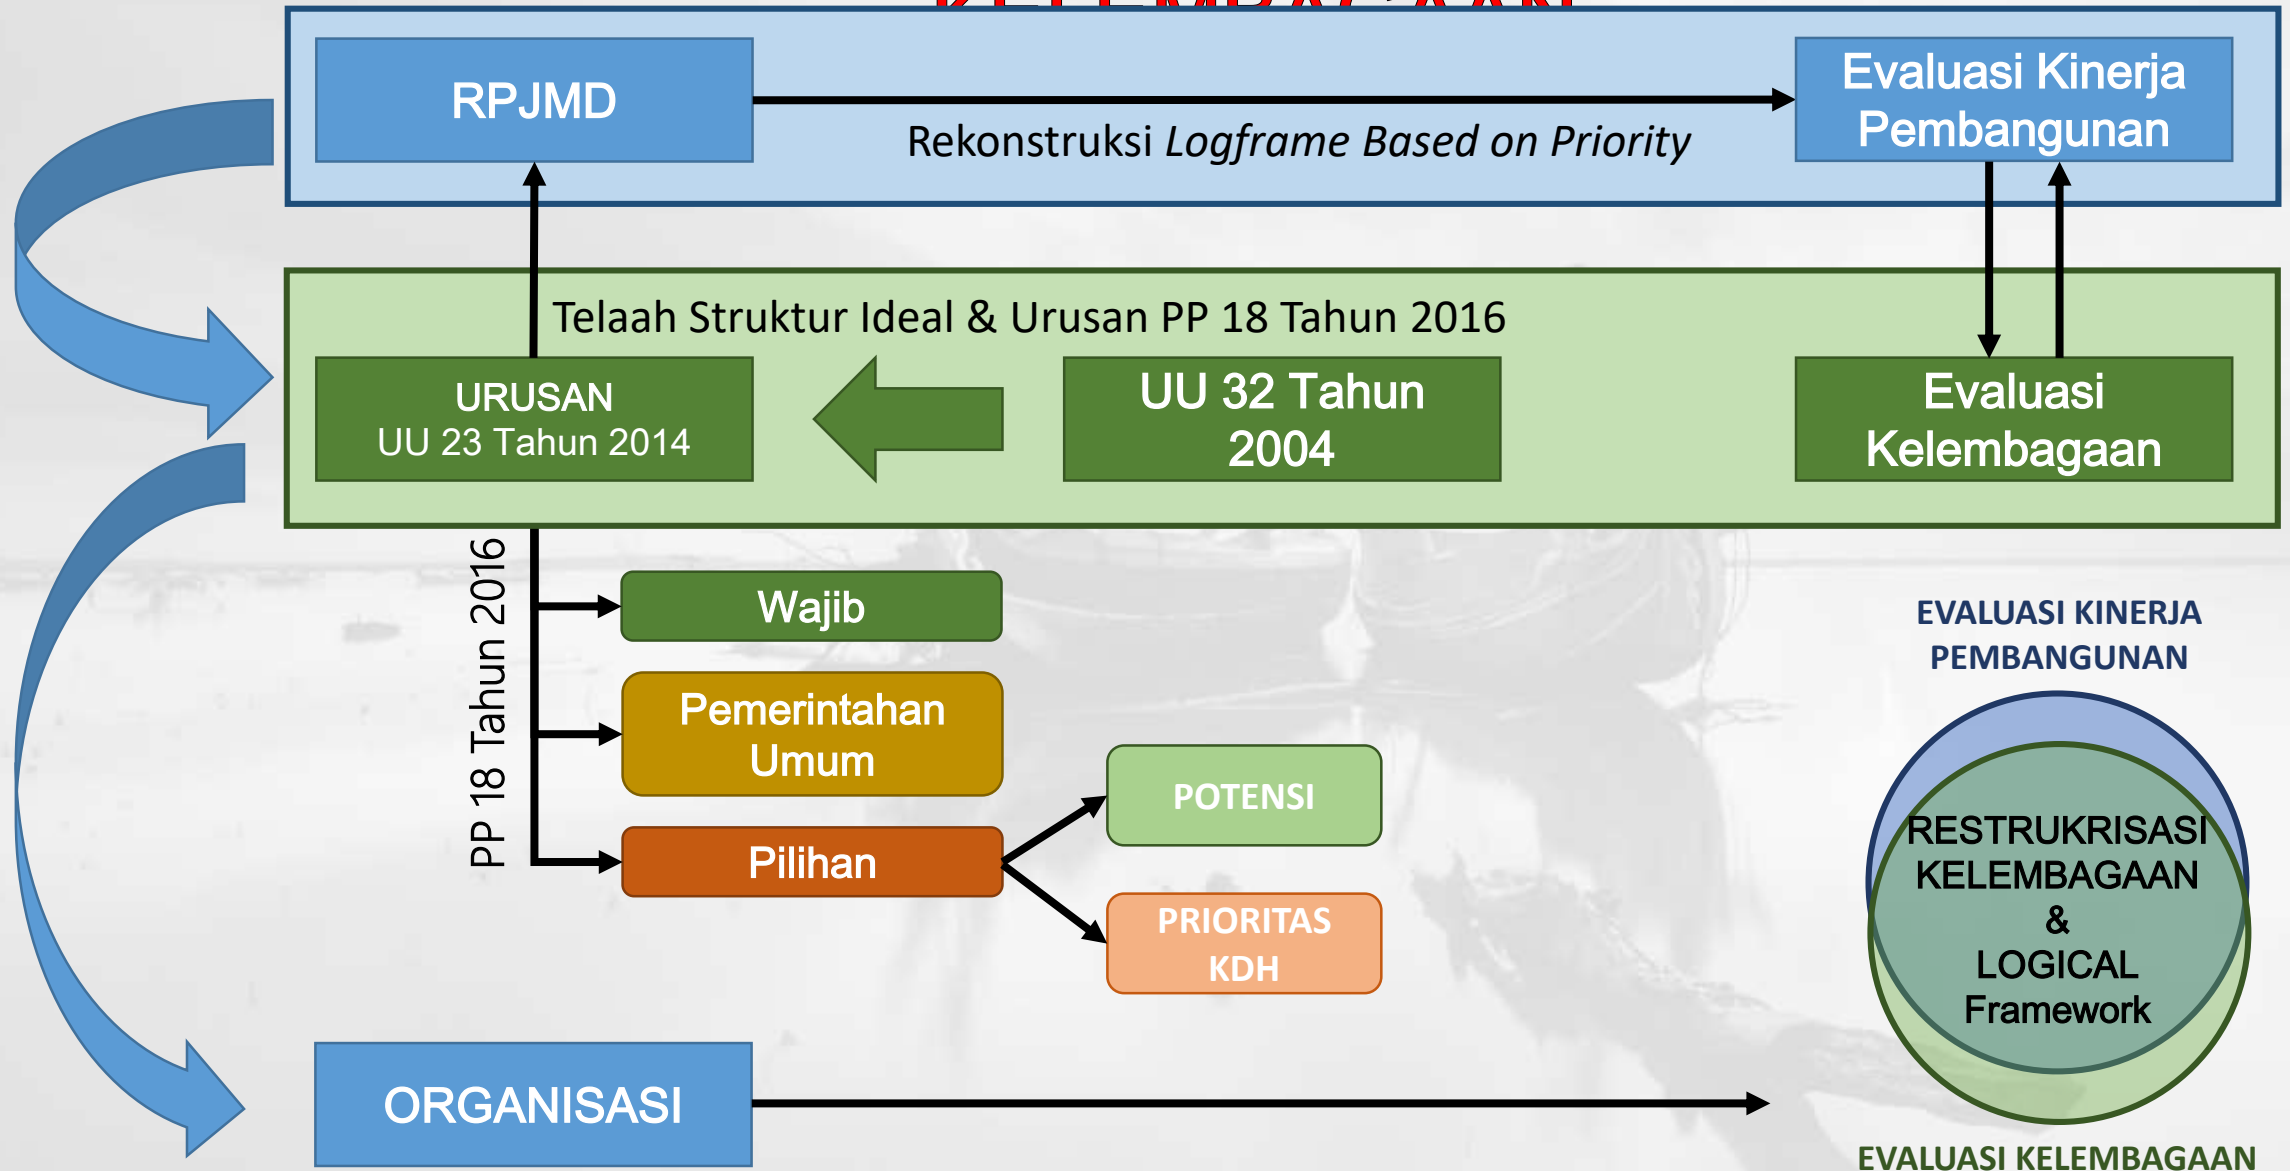 KELEMBAGAAN
RPJMD
Evaluasi Kinerja
Pembangunan
Rekonstruksi Logframe Based on Priority
Telaah Struktur Ideal & Urusan PP 18 Tahun 2016
URUSAN
UU 23 Tahun 2014
UU 32 Tahun
2004
Evaluasi
Kelembagaan
PP 18 Tahun 2016
Wajib
Pemerintahan
Umum
Pilihan
POTENSI
PRIORITAS
KDH
EVALUASI KINERJA
PEMBANGUNAN
RESTRUKRISASI
KELEMBAGAAN
&
LOGICAL
Framework
ORGANISASI
EVALUASI KELEMBAGAAN